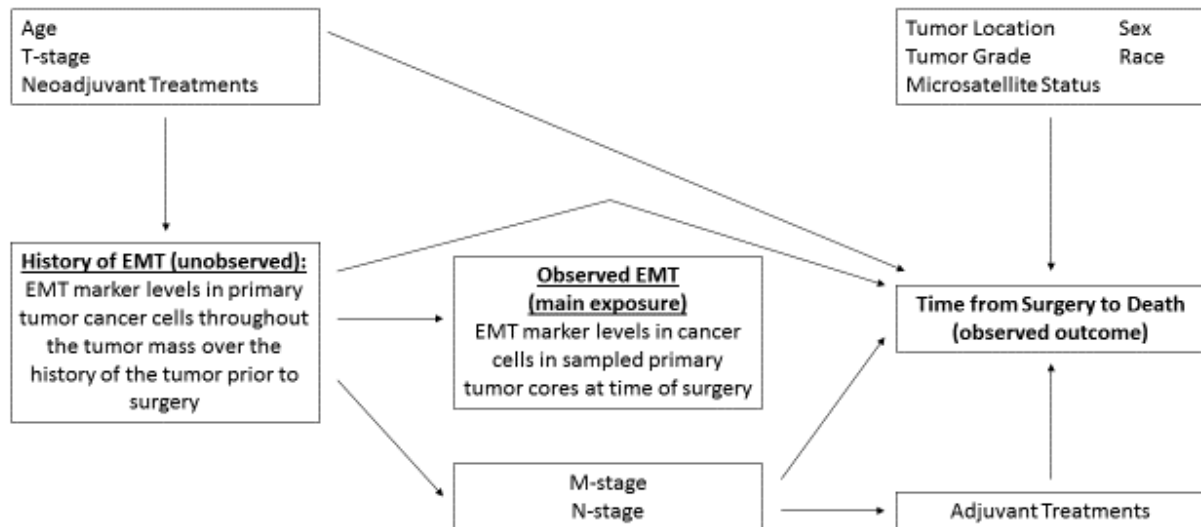 Age
T-stage
Neoadjuvant Treatments
Tumor Location Sex
Tumor Grade Race
Microsatellite Status
History of EMT (unobserved):
EMT marker levels in primary
tumor cancer cells throughout
the tumor mass over the
history of the tumor prior to
surgery
Observed EMT
(main exposure)
EMT marker levels in cancer
cells in sampled primary
tumor cores at time of surgery
Time from Surgery to Death
(observed outcome)
M-stage
N-stage
Adjuvant Treatments